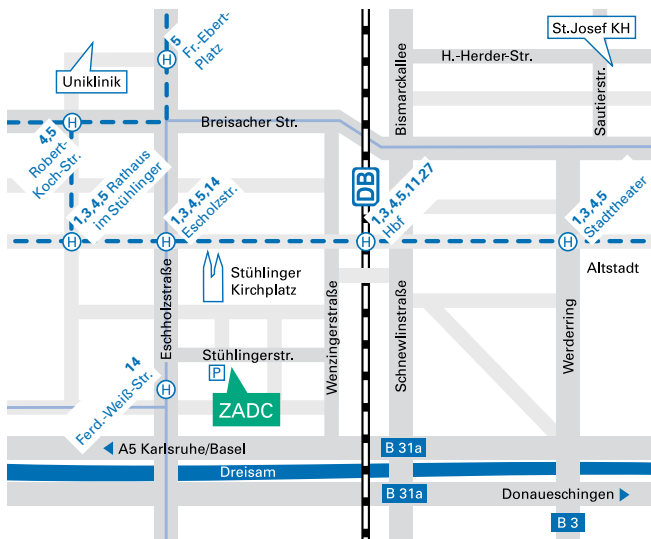 5
Fr.-Ebert-
Platz
H
Uniklinik
Bismarckallee
H.-Herder-Str.
St.Josef KH
Sautierstr.
4,5
Robert-
Koch-Str.
H
Breisacher Str.
1,3,4,5 Rathaus
im Stühlinger
H
1,3,4,5,14
Escholzstr.
H
DB
1,3,4,5,11,27
Hbf
H
1,3,4,5
Stadttheater
H
Altstadt
Stühlinger
Kirchplatz
Eschholzstraße
Wenzingerstraße
Schnewlinstraße
Werderring
Stühlingerstr.
P
14
Ferd.-Weiß-Str.
H
ZADC
A5 Karlsruhe/Basel
B 31a
Dreisam
B 31a
Donaueschingen
B 3